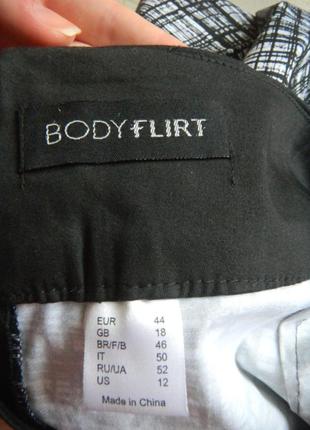 BODYFLIRT
EUR 44
GB 18
BR/F/B 46
IT 50
RU/UA 52
US 12
Made in China